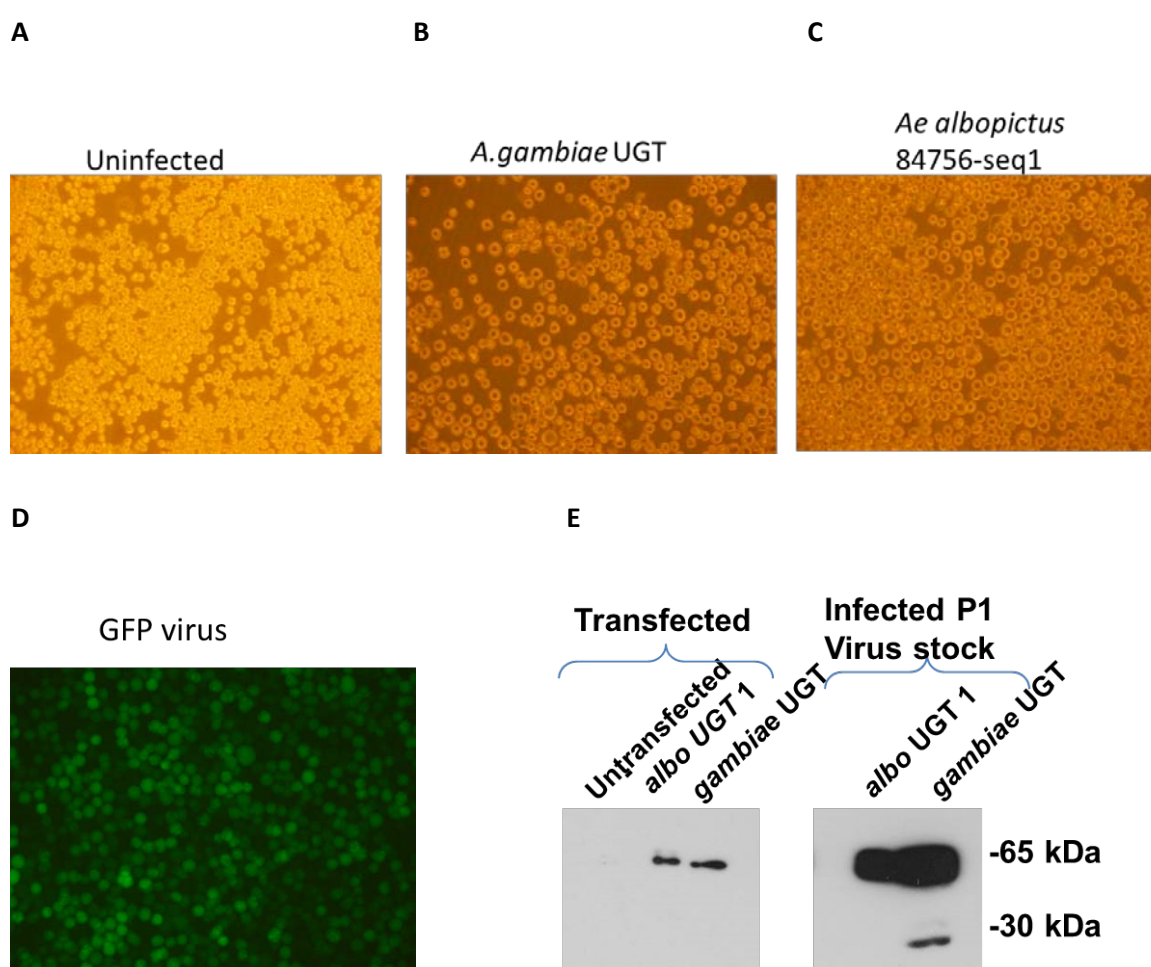 A
B
C
Uninfected
A.gambiae UGT
Ae albopictus
84756-seq1
D
E
GFP virus
Transfected
Infected P1
Virus stock
Untransfected
albo UGT 1
gambiae UGT
albo UGT 1
gambiae UGT
-65 kDa
-30 kDa